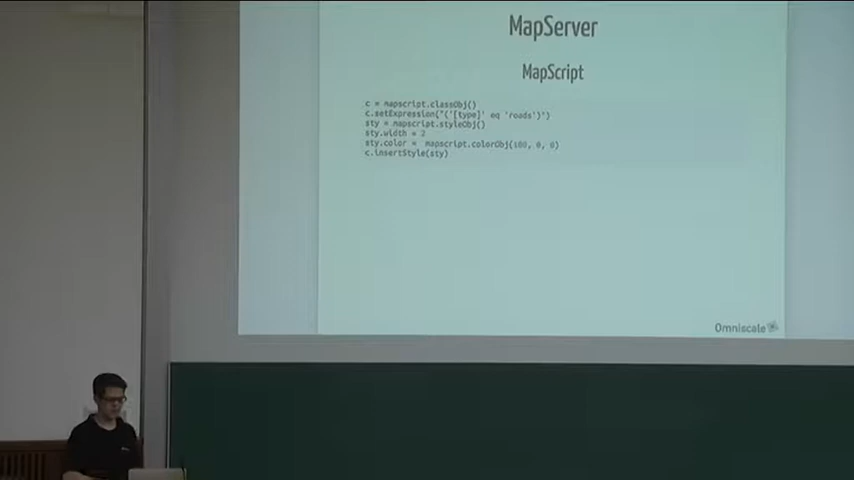 MapServer
MapScript
c = mapscript.classObj()
c.setExpression("('[type]' eq 'roads')")
sty = mapscript.styleObj()
sty.width = 2
sty.color =  mapscript.colorObj(100, 0, 0)
c.insertStyle(sty)
Omniscale